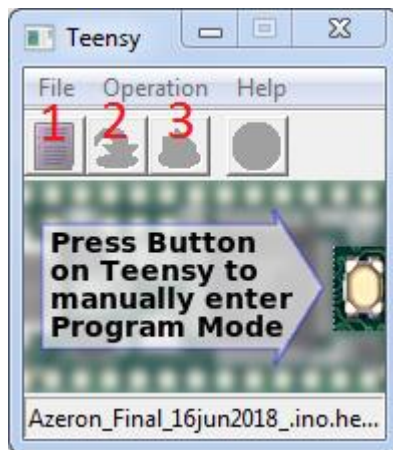 Teensy
File Operation Help
1 2 3
Press Button
on Teensy to
manually enter
Program Mode
Azeron_Final_16jun2018_.ino.he...